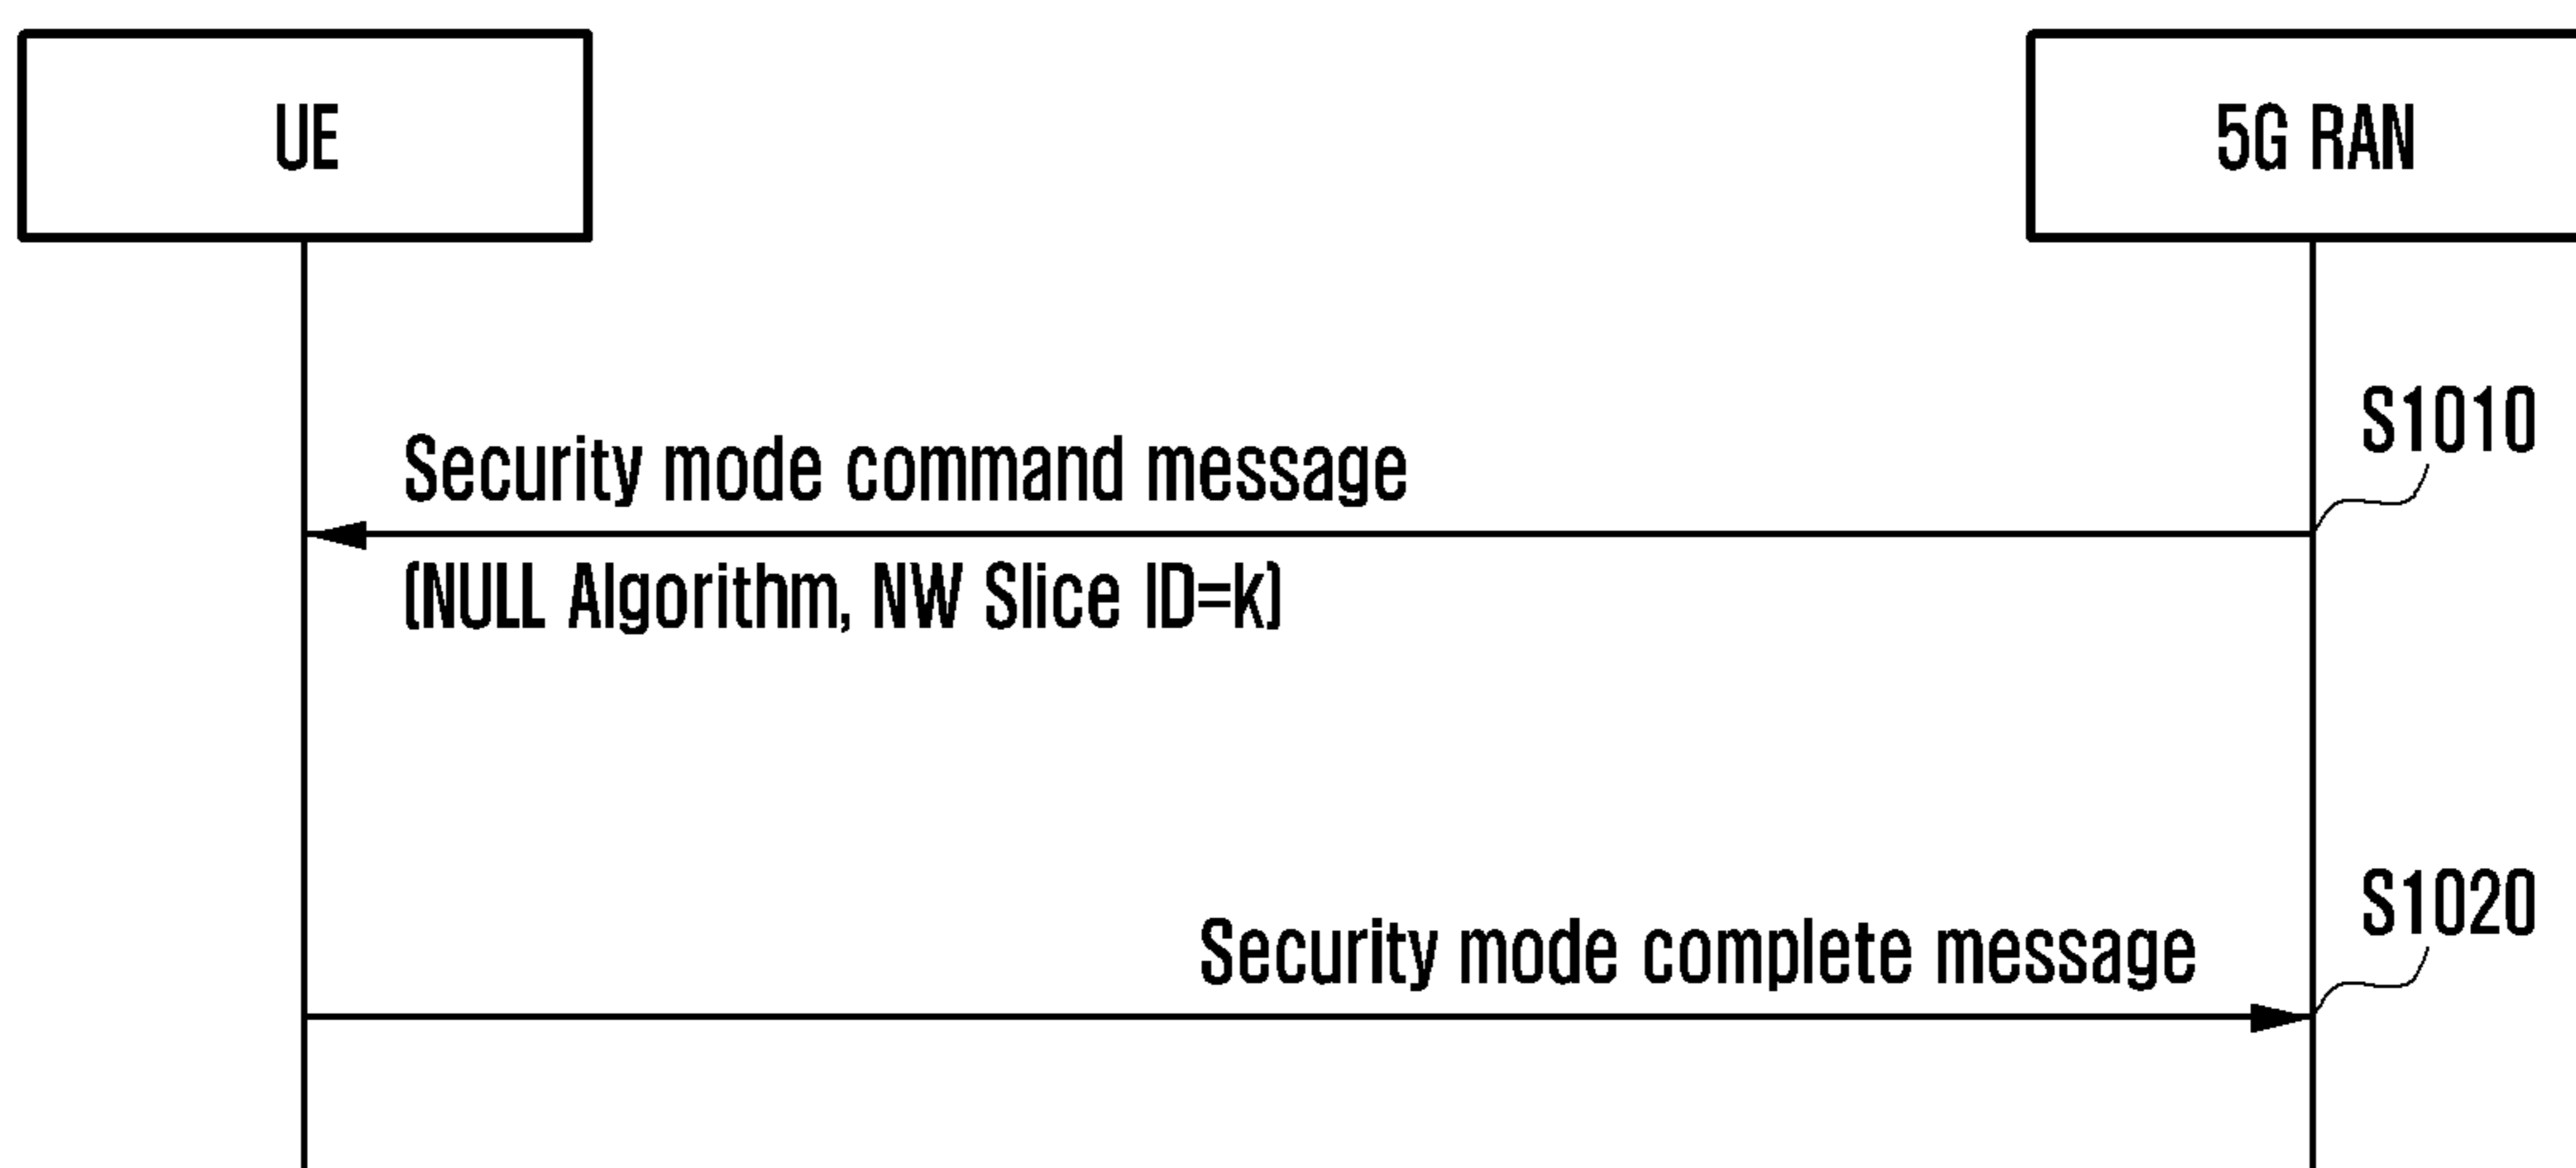 UE
5G RAN
S1010
Security mode command message
(NULL Algorithm, NW Slice ID=k)
S1020
Security mode complete message